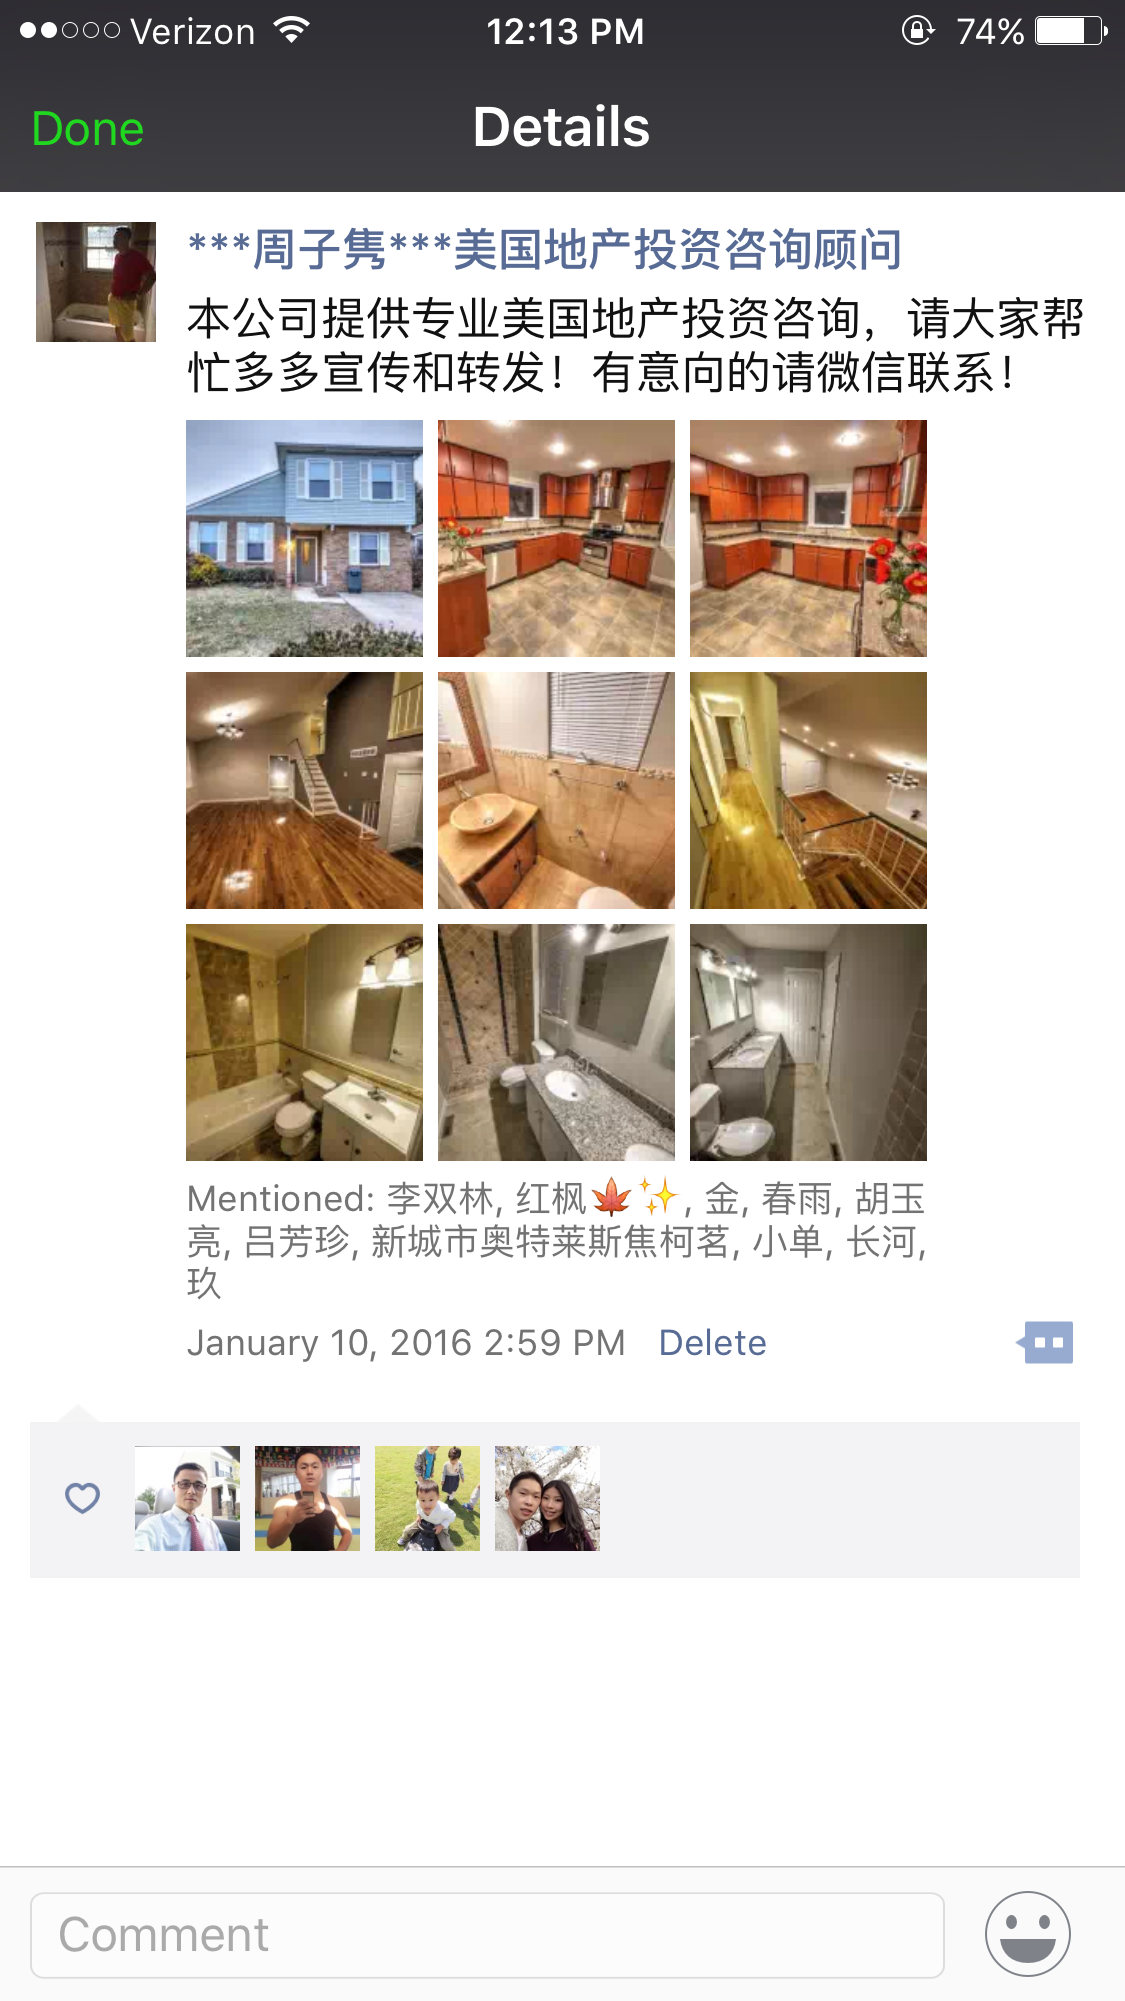 Verizon 12:13 PM 74%
Done Details
***周子隽***美国地产投资咨询顾问
本公司提供专业美国地产投资咨询，请大家帮
忙多多宣传和转发！有意向的请微信联系！
Mentioned: 李双林, 红枫🍁✨, 金, 春雨, 胡玉
亮, 吕芳珍, 新城市奥特莱斯焦柯茗, 小单, 长河,
玖
January 10, 2016 2:59 PM Delete
Comment